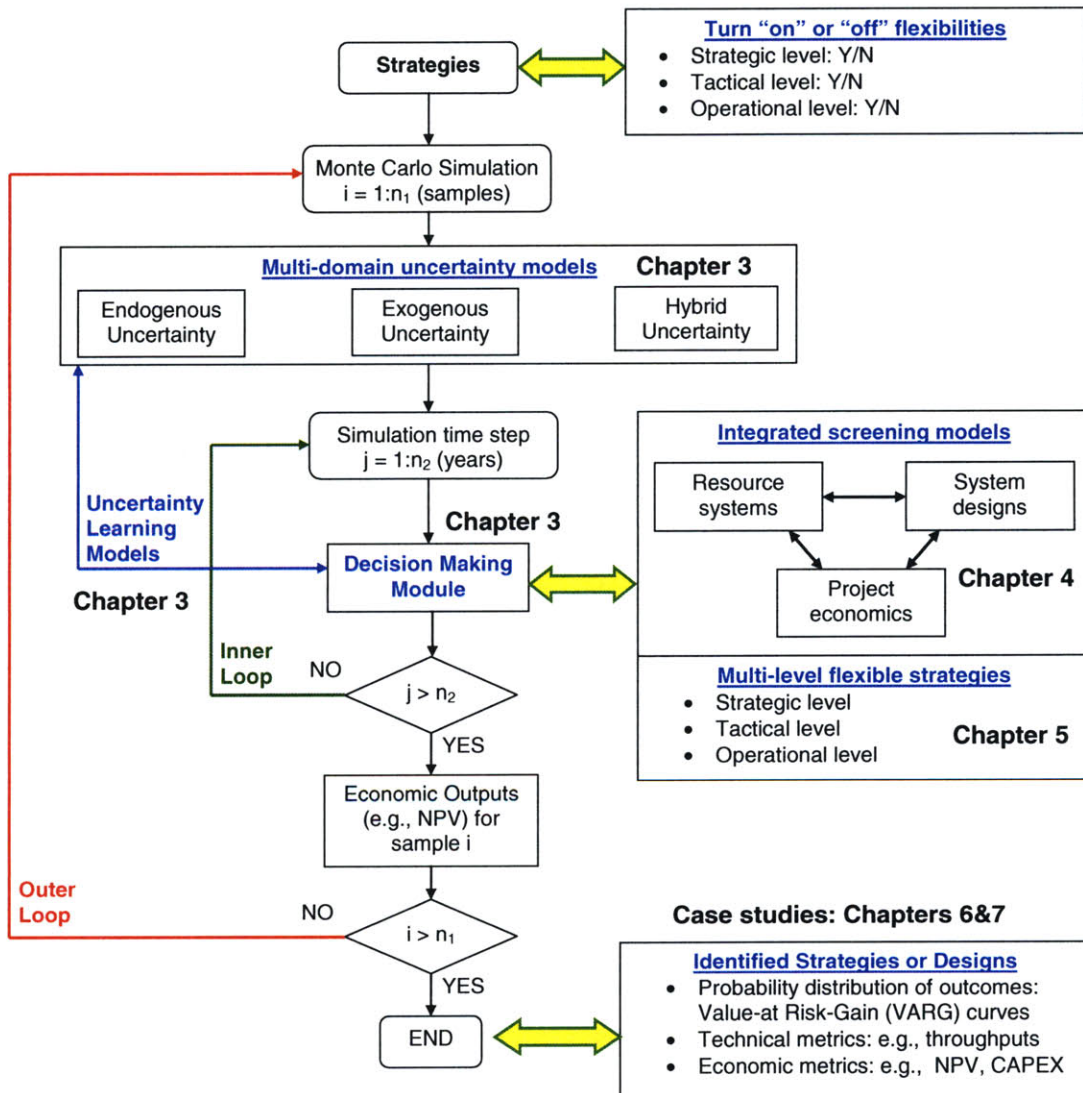 Strategies
Turn “on” or “off” flexibilities
• Strategic level: Y/N
• Tactical level: Y/N
• Operational level: Y/N
Monte Carlo Simulation
i = 1:n₁ (samples)
Multi-domain uncertainty models
Chapter 3
Endogenous
Uncertainty
Exogenous
Uncertainty
Hybrid
Uncertainty
Simulation time step
j = 1:n₂ (years)
Uncertainty
Learning
Models
Chapter 3
Chapter 3
Decision Making
Module
Integrated screening models
Resource
systems
System
designs
Project
economics
Chapter 4
Multi-level flexible strategies
• Strategic level
• Tactical level
• Operational level
Chapter 5
Inner
Loop
NO
j > n₂
YES
Economic Outputs
(e.g., NPV) for
sample i
Outer
Loop
NO
i > n₁
YES
END
Case studies: Chapters 6&7
Identified Strategies or Designs
• Probability distribution of outcomes:
Value-at Risk-Gain (VARG) curves
• Technical metrics: e.g., throughputs
• Economic metrics: e.g., NPV, CAPEX